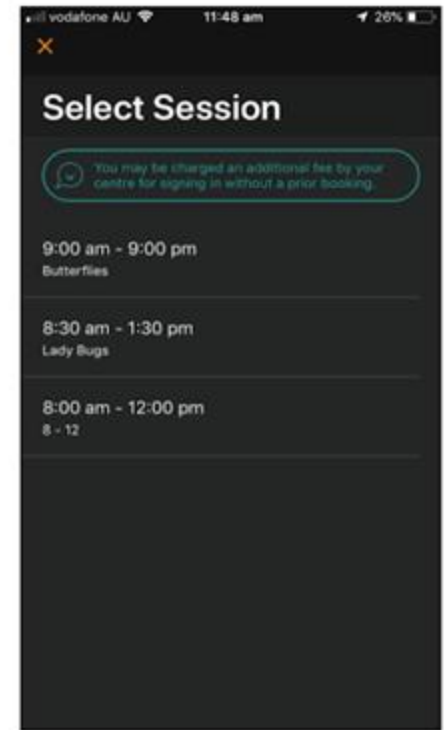 vodafone AU 11:48 am 26%
Select Session
You may be charged an additional fee by your
centre for signing in without a prior booking.
9:00 am - 9:00 pm
Butterflies
8:30 am - 1:30 pm
Lady Bugs
8:00 am - 12:00 pm
8 - 12